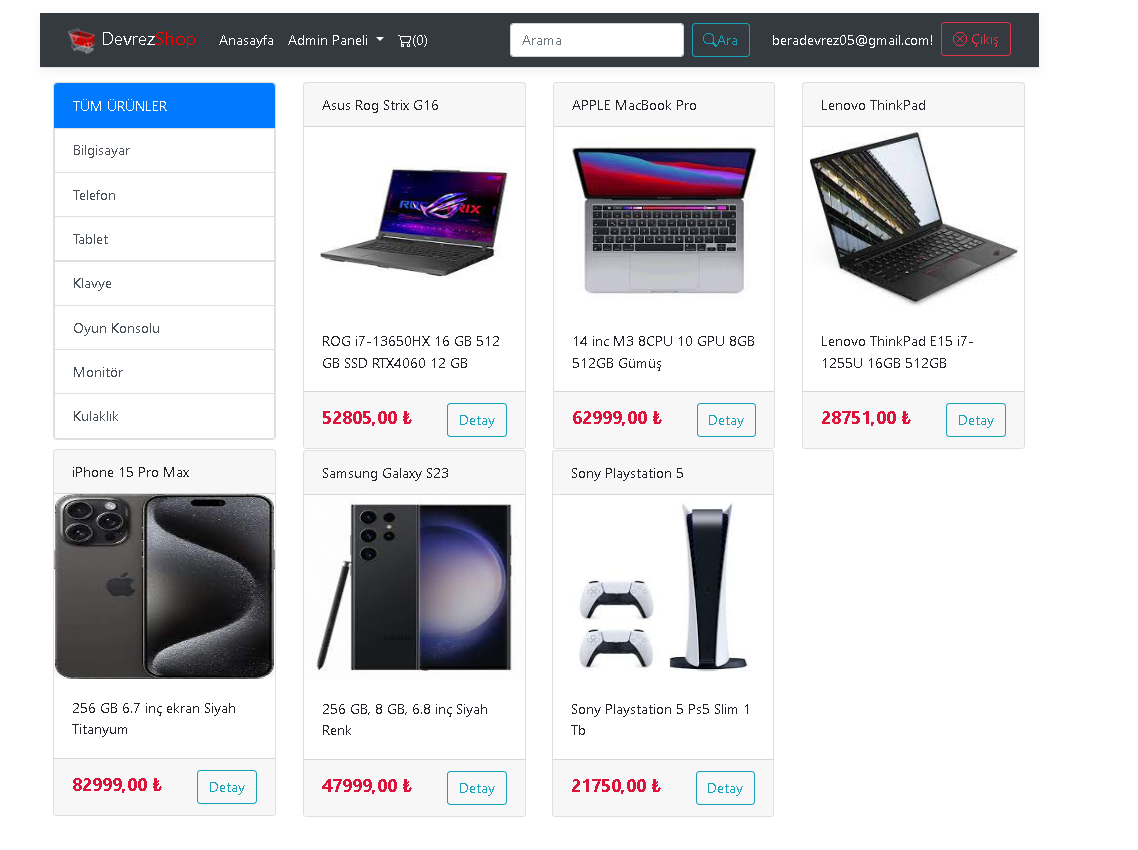 DevrezShop Anasayfa Admin Paneli (0) Arama Ara beradevrez05@gmail.com! Çıkış
TÜM ÜRÜNLER
Bilgisayar
Telefon
Tablet
Klavye
Oyun Konsolu
Monitör
Kulaklık
Asus Rog Strix G16
ROG i7-13650HX 16 GB 512
GB SSD RTX4060 12 GB
52805,00 ₺ Detay
APPLE MacBook Pro
14 inc M3 8CPU 10 GPU 8GB
512GB Gümüş
62999,00 ₺ Detay
Lenovo ThinkPad
Lenovo ThinkPad E15 i7-
1255U 16GB 512GB
28751,00 ₺ Detay
iPhone 15 Pro Max
256 GB 6.7 inç ekran Siyah
Titanyum
82999,00 ₺ Detay
Samsung Galaxy S23
256 GB, 8 GB, 6.8 inç Siyah
Renk
47999,00 ₺ Detay
Sony Playstation 5
Sony Playstation 5 Ps5 Slim 1
Tb
21750,00 ₺ Detay